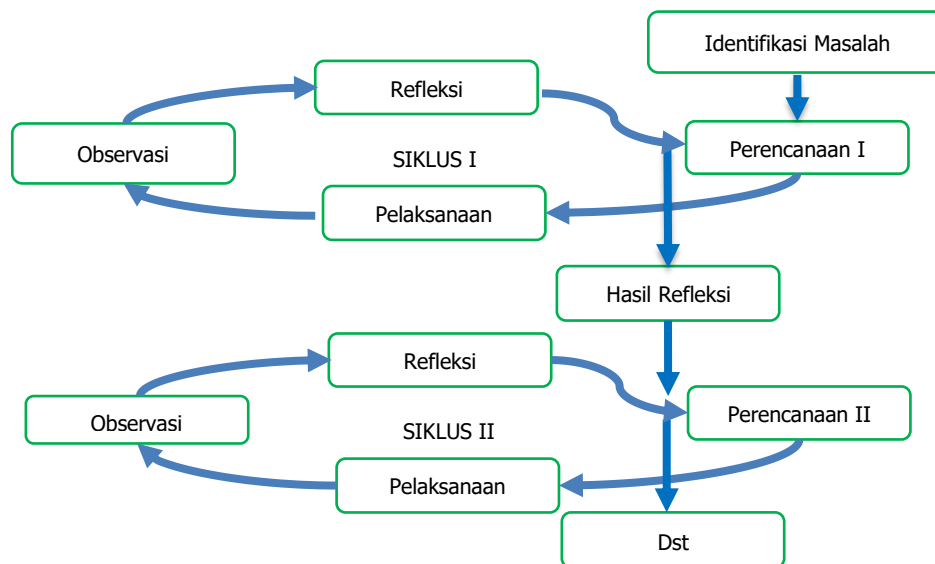 Identifikasi Masalah
Refleksi
Observasi
Perencanaan I
SIKLUS I
Pelaksanaan
Hasil Refleksi
Refleksi
Observasi
Perencanaan II
SIKLUS II
Pelaksanaan
Dst